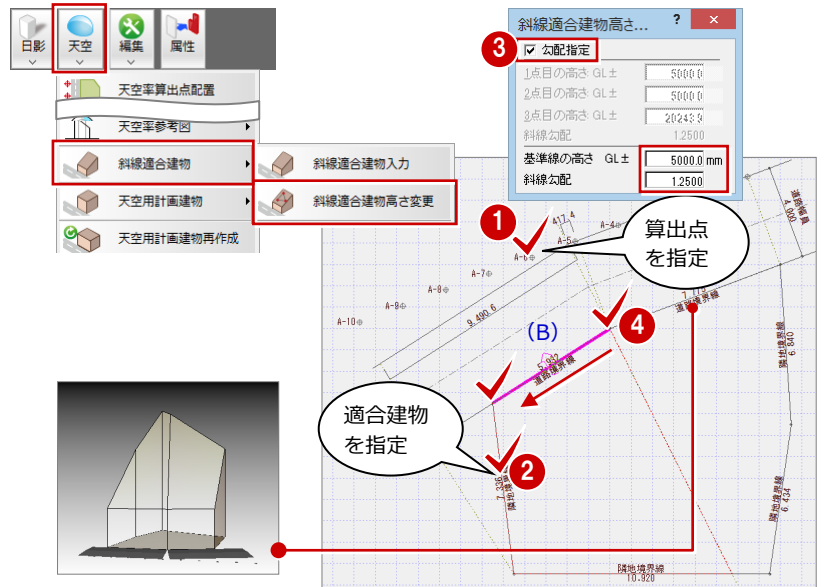 日影
天空
編集
属性
天空率算出点配置
天空率参考図
斜線適合建物
天空用計画建物
天空用計画建物再作成
斜線適合建物入力
斜線適合建物高さ変更
斜線適合建物高さ... ? ×
3
勾配指定
1点目の高さ GL± 5000.0
2点目の高さ GL± 5000.0
3点目の高さ GL± 20243.9
斜線勾配 1.2500
基準線の高さ GL± 5000.0 mm
斜線勾配 1.2500
1
算出点
を指定
417.4
A-4
A-5
A-6
A-7
A-8
A-9
A-10
道路幅員
4.000
9.490.6
7.775
道路境界線
4
(B)
5.932
道路境界線
隣地境界線
6.840
適合建物
を指定
2
7.336
隣地境界線
隣地境界線
6.434
隣地境界線
10.920